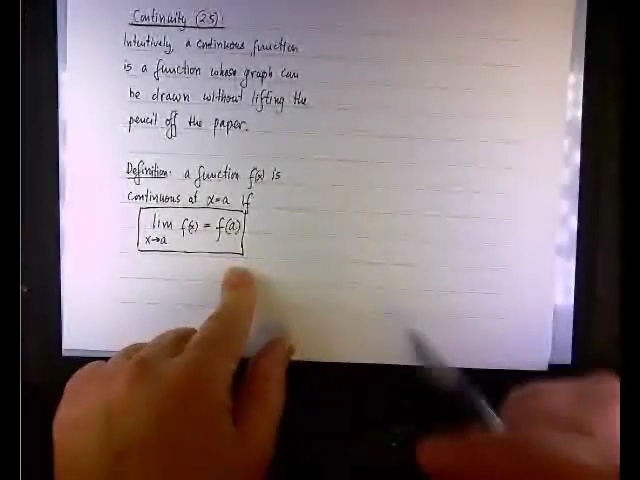 Continuity (2.5):
Intuitively, a continuous function
is a function whose graph can
be drawn without lifting the
pencil off the paper.
Definition: a function f(x) is
continuous at x=a if
lim f(x) = f(a)
x→a